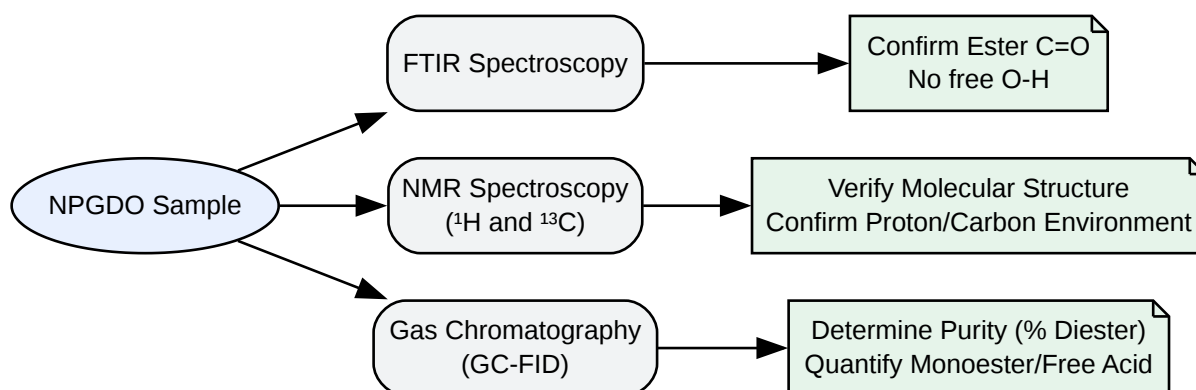 FTIR Spectroscopy
Confirm Ester C=O
No free O-H
NPGDO Sample
NMR Spectroscopy
(¹H and ¹³C)
Verify Molecular Structure
Confirm Proton/Carbon Environment
Gas Chromatography
(GC-FID)
Determine Purity (% Diester)
Quantify Monoester/Free Acid